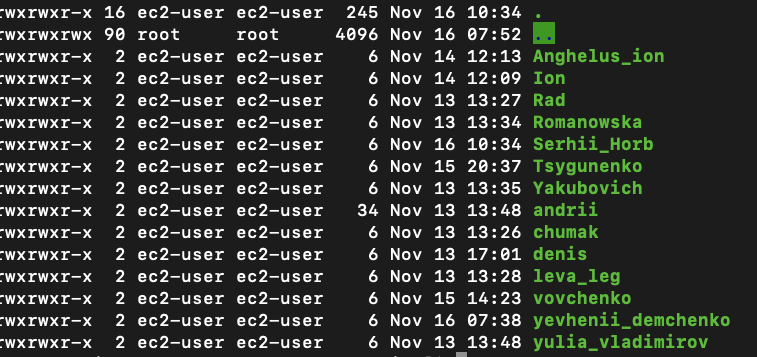 rwxrwxr-x 16 ec2-user ec2-user 245 Nov 16 10:34 .
rwxrwxrwx 90 root root 4096 Nov 16 07:52 ..
rwxrwxr-x 2 ec2-user ec2-user 6 Nov 14 12:13 Anghelus_ion
rwxrwxr-x 2 ec2-user ec2-user 6 Nov 14 12:09 Ion
rwxrwxr-x 2 ec2-user ec2-user 6 Nov 13 13:27 Rad
rwxrwxr-x 2 ec2-user ec2-user 6 Nov 13 13:34 Romanowska
rwxrwxr-x 2 ec2-user ec2-user 6 Nov 16 10:34 Serhii_Horb
rwxrwxr-x 2 ec2-user ec2-user 6 Nov 15 20:37 Tsygunenko
rwxrwxr-x 2 ec2-user ec2-user 6 Nov 13 13:35 Yakubovich
rwxrwxr-x 2 ec2-user ec2-user 34 Nov 13 13:48 andrii
rwxrwxr-x 2 ec2-user ec2-user 6 Nov 13 13:26 chumak
rwxrwxr-x 2 ec2-user ec2-user 6 Nov 13 17:01 denis
rwxrwxr-x 2 ec2-user ec2-user 6 Nov 13 13:28 leva_leg
rwxrwxr-x 2 ec2-user ec2-user 6 Nov 15 14:23 vovchenko
rwxrwxr-x 2 ec2-user ec2-user 6 Nov 16 07:38 yevhenii_demchenko
rwxrwxr-x 2 ec2-user ec2-user 6 Nov 13 13:48 yulia_vladimirov